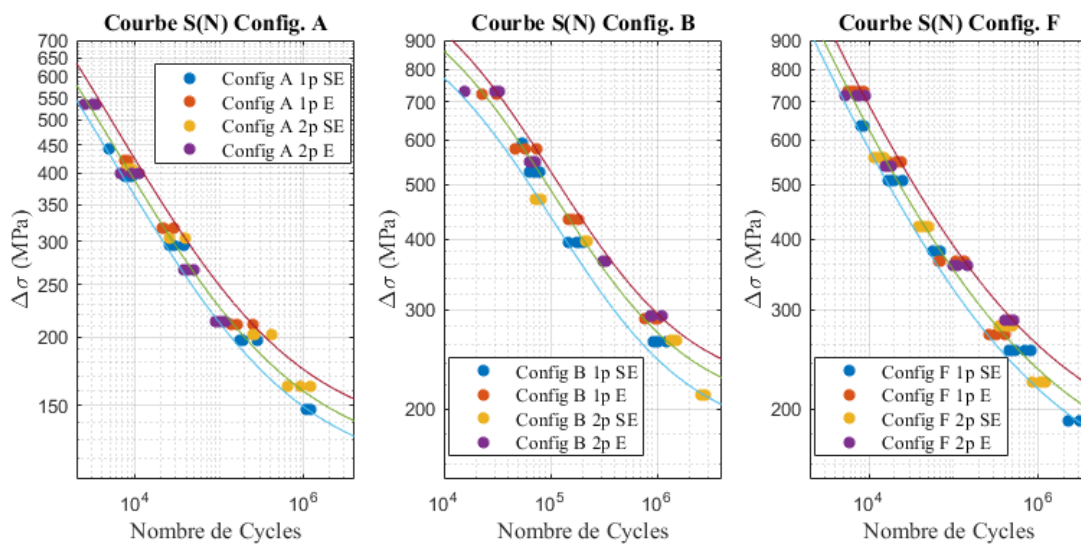 Courbe S(N) Config. A
700
650
600
550
500
450
400
350
300
250
200
150
10^4
10^6
Δσ (MPa)
Nombre de Cycles
Config A 1p SE
Config A 1p E
Config A 2p SE
Config A 2p E
Courbe S(N) Config. B
900
800
700
600
500
400
300
200
10^4
10^5
10^6
Δσ (MPa)
Nombre de Cycles
Config B 1p SE
Config B 1p E
Config B 2p SE
Config B 2p E
Courbe S(N) Config. F
900
800
700
600
500
400
300
200
10^4
10^6
Δσ (MPa)
Nombre de Cycles
Config F 1p SE
Config F 1p E
Config F 2p SE
Config F 2p E